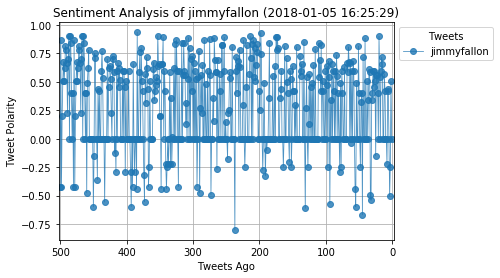 Sentiment Analysis of jimmyfallon (2018-01-05 16:25:29)
1.00
0.75
0.50
0.25
0.00
−0.25
−0.50
−0.75
Tweet Polarity
500
400
300
200
100
0
Tweets Ago
Tweets
jimmyfallon